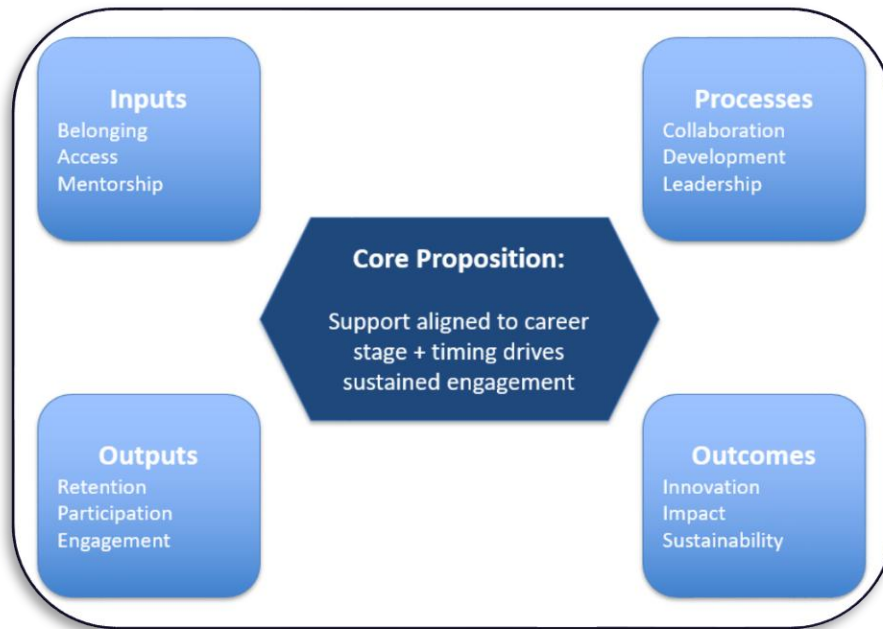 Inputs
Belonging
Access
Mentorship
Processes
Collaboration
Development
Leadership
Core Proposition:
Support aligned to career
stage + timing drives
sustained engagement
Outputs
Retention
Participation
Engagement
Outcomes
Innovation
Impact
Sustainability